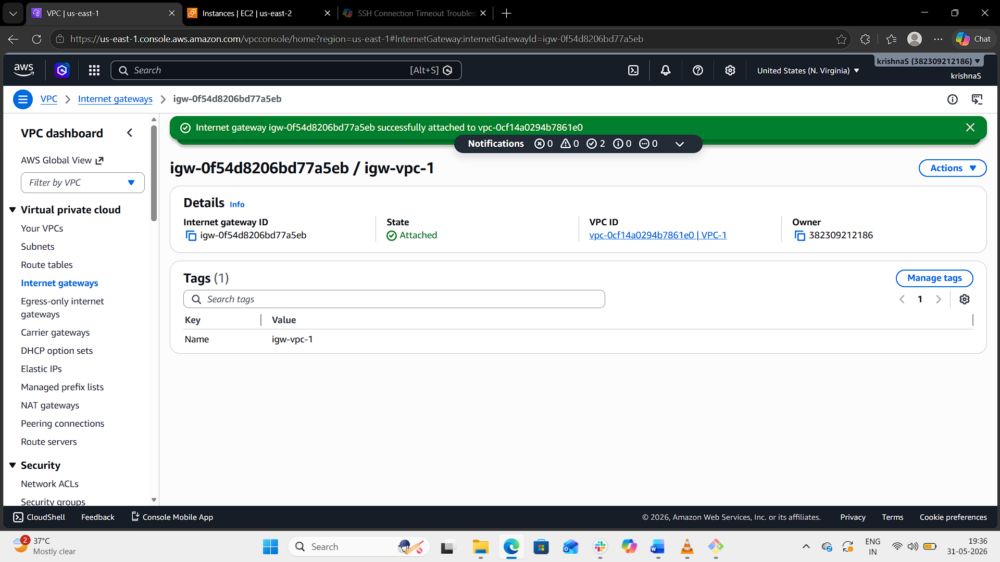 VPC | us-east-1
Instances | EC2 | us-east-2
SSH Connection Timeout Troubles
https://us-east-1.console.aws.amazon.com/vpcconsole/home?region=us-east-1#InternetGateway:internetGatewayId=igw-0f54d8206bd77a5eb
Chat
aws
Search
[Alt+S]
United States (N. Virginia)
krishnaS (382309212186)
krishnaS
VPC
Internet gateways
igw-0f54d8206bd77a5eb
VPC dashboard
AWS Global View
Filter by VPC
Virtual private cloud
Your VPCs
Subnets
Route tables
Internet gateways
Egress-only internet
gateways
Carrier gateways
DHCP option sets
Elastic IPs
Managed prefix lists
NAT gateways
Peering connections
Route servers
Security
Network ACLs
Security groups
Internet gateway igw-0f54d8206bd77a5eb successfully attached to vpc-0cf14a0294b7861e0
Notifications 0 0 2 0 0
igw-0f54d8206bd77a5eb / igw-vpc-1
Actions
Details Info
Internet gateway ID
igw-0f54d8206bd77a5eb
State
Attached
VPC ID
vpc-0cf14a0294b7861e0 | VPC-1
Owner
382309212186
Tags (1)
Manage tags
Search tags
1
Key Value
Name igw-vpc-1
CloudShell Feedback Console Mobile App
© 2026, Amazon Web Services, Inc. or its affiliates. Privacy Terms Cookie preferences
2
37°C
Mostly clear
Search
ENG
IN
19:36
31-05-2026